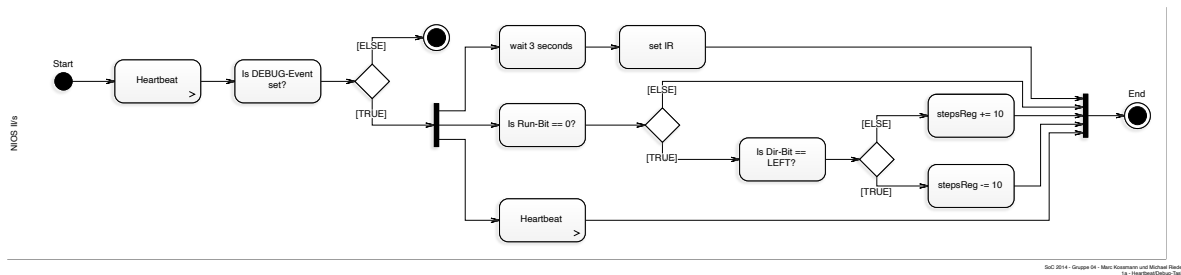 NIOS II/s
Start
Heartbeat
>
Is DEBUG-Event
set?
[ELSE]
[TRUE]
wait 3 seconds
set IR
Is Run-Bit == 0?
[ELSE]
[TRUE]
Is Dir-Bit ==
LEFT?
[ELSE]
[TRUE]
stepsReg += 10
stepsReg -= 10
Heartbeat
>
End
SoC 2014 - Gruppe 04 - Marc Kossmann und Michael
1a - Heartbeat/Debug-Tas